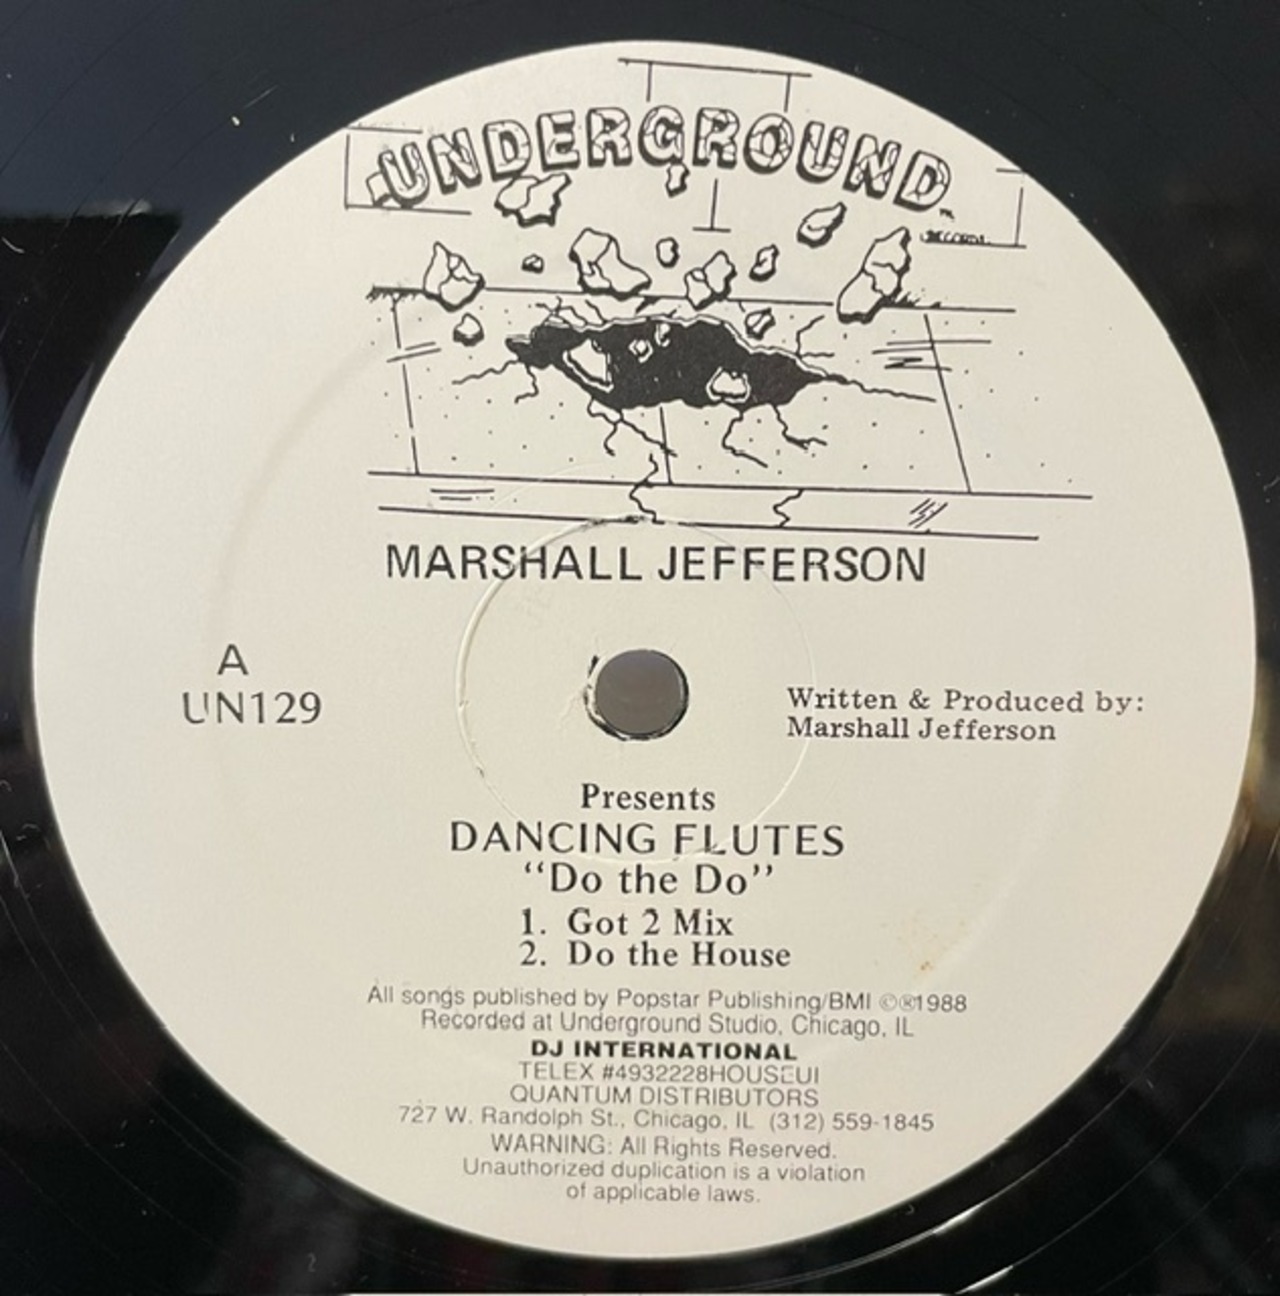 UNDERGROUND
RECORDS
MARSHALL JEFFERSON
A
UN129
Written & Produced by:
Marshall Jefferson
Presents
DANCING FLUTES
“Do the Do”
1. Got 2 Mix
2. Do the House
All songs published by Popstar Publishing/BMI ©®1988
Recorded at Underground Studio, Chicago, IL
DJ INTERNATIONAL
TELEX #4932228HOUSEUI
QUANTUM DISTRIBUTORS
727 W. Randolph St., Chicago, IL (312) 559-1845
WARNING: All Rights Reserved.
Unauthorized duplication is a violation
of applicable laws.